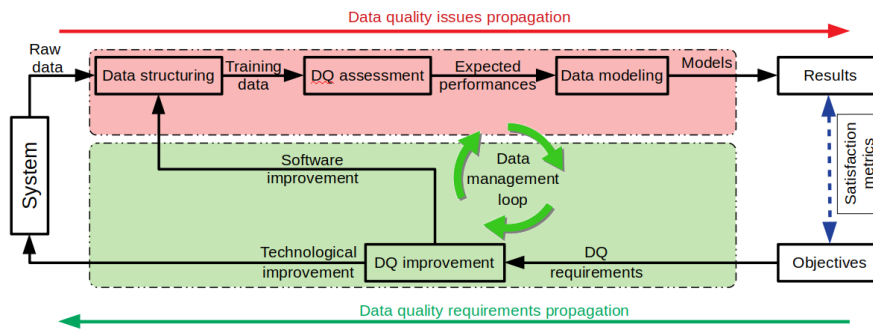 Data quality issues propagation
Raw
data
Data structuring
Training
data
DQ assessment
Expected
performances
Data modeling
Models
Results
System
Software
improvement
Data
management
loop
Satisfaction
metrics
Technological
improvement
DQ improvement
DQ
requirements
Objectives
Data quality requirements propagation